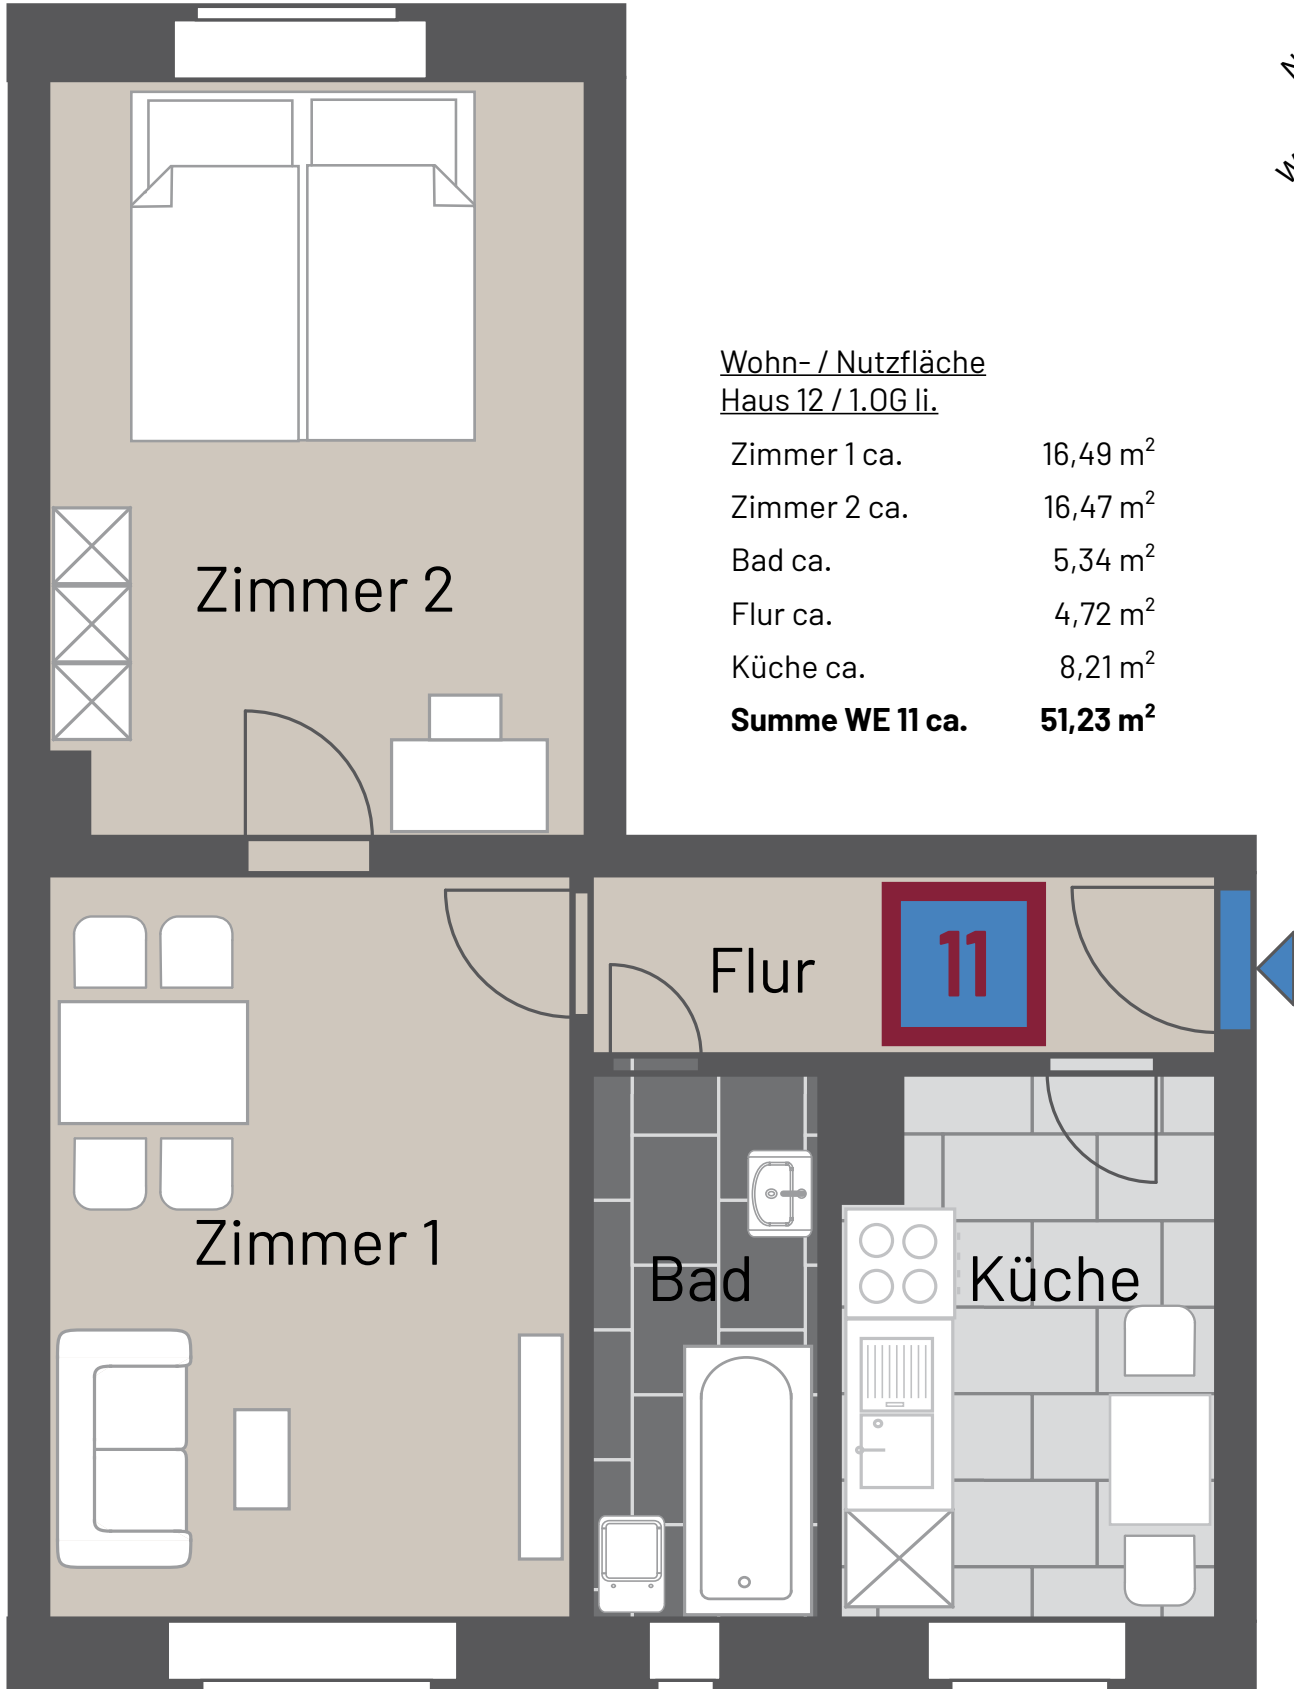 N
W
Wohn- / Nutzfläche
Haus 12 / 1.OG li.
Zimmer 1 ca. 16,49 m²
Zimmer 2 ca. 16,47 m²
Bad ca. 5,34 m²
Flur ca. 4,72 m²
Küche ca. 8,21 m²
Summe WE 11 ca. 51,23 m²
Zimmer 2
Flur
11
Zimmer 1
Bad
Küche